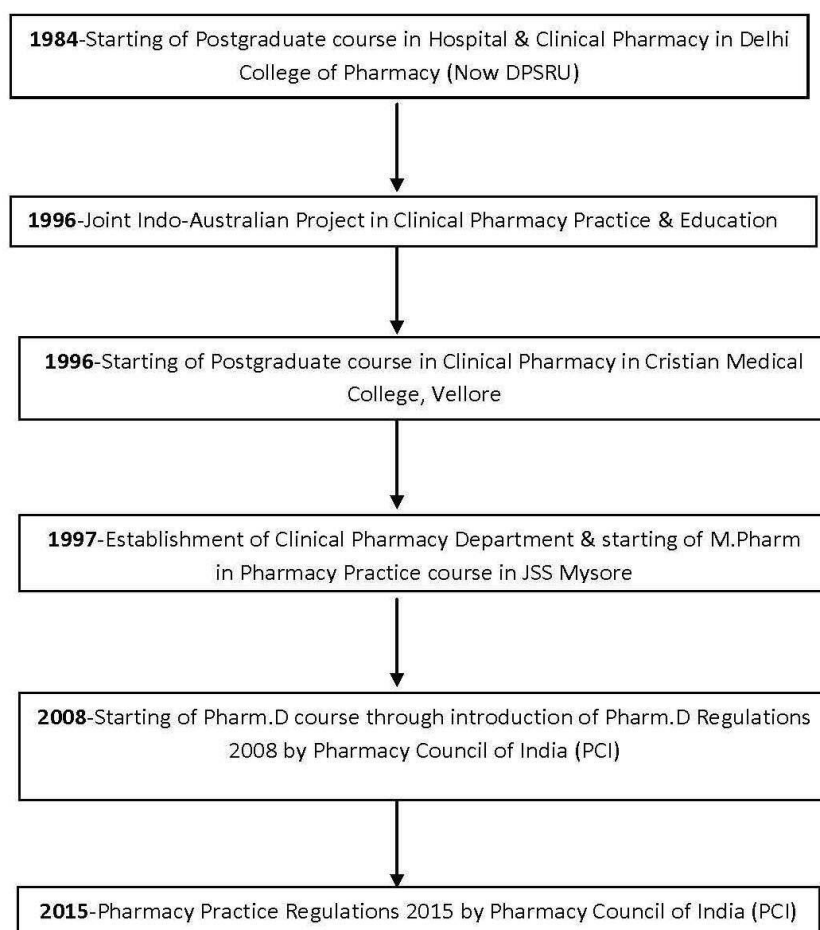 1984-Starting of Postgraduate course in Hospital & Clinical Pharmacy in Delhi
College of Pharmacy (Now DPSRU)
1996-Joint Indo-Australian Project in Clinical Pharmacy Practice & Education
1996-Starting of Postgraduate course in Clinical Pharmacy in Cristian Medical
College, Vellore
1997-Establishment of Clinical Pharmacy Department & starting of M.Pharm
in Pharmacy Practice course in JSS Mysore
2008-Starting of Pharm.D course through introduction of Pharm.D Regulations
2008 by Pharmacy Council of India (PCI)
2015-Pharmacy Practice Regulations 2015 by Pharmacy Council of India (PCI)